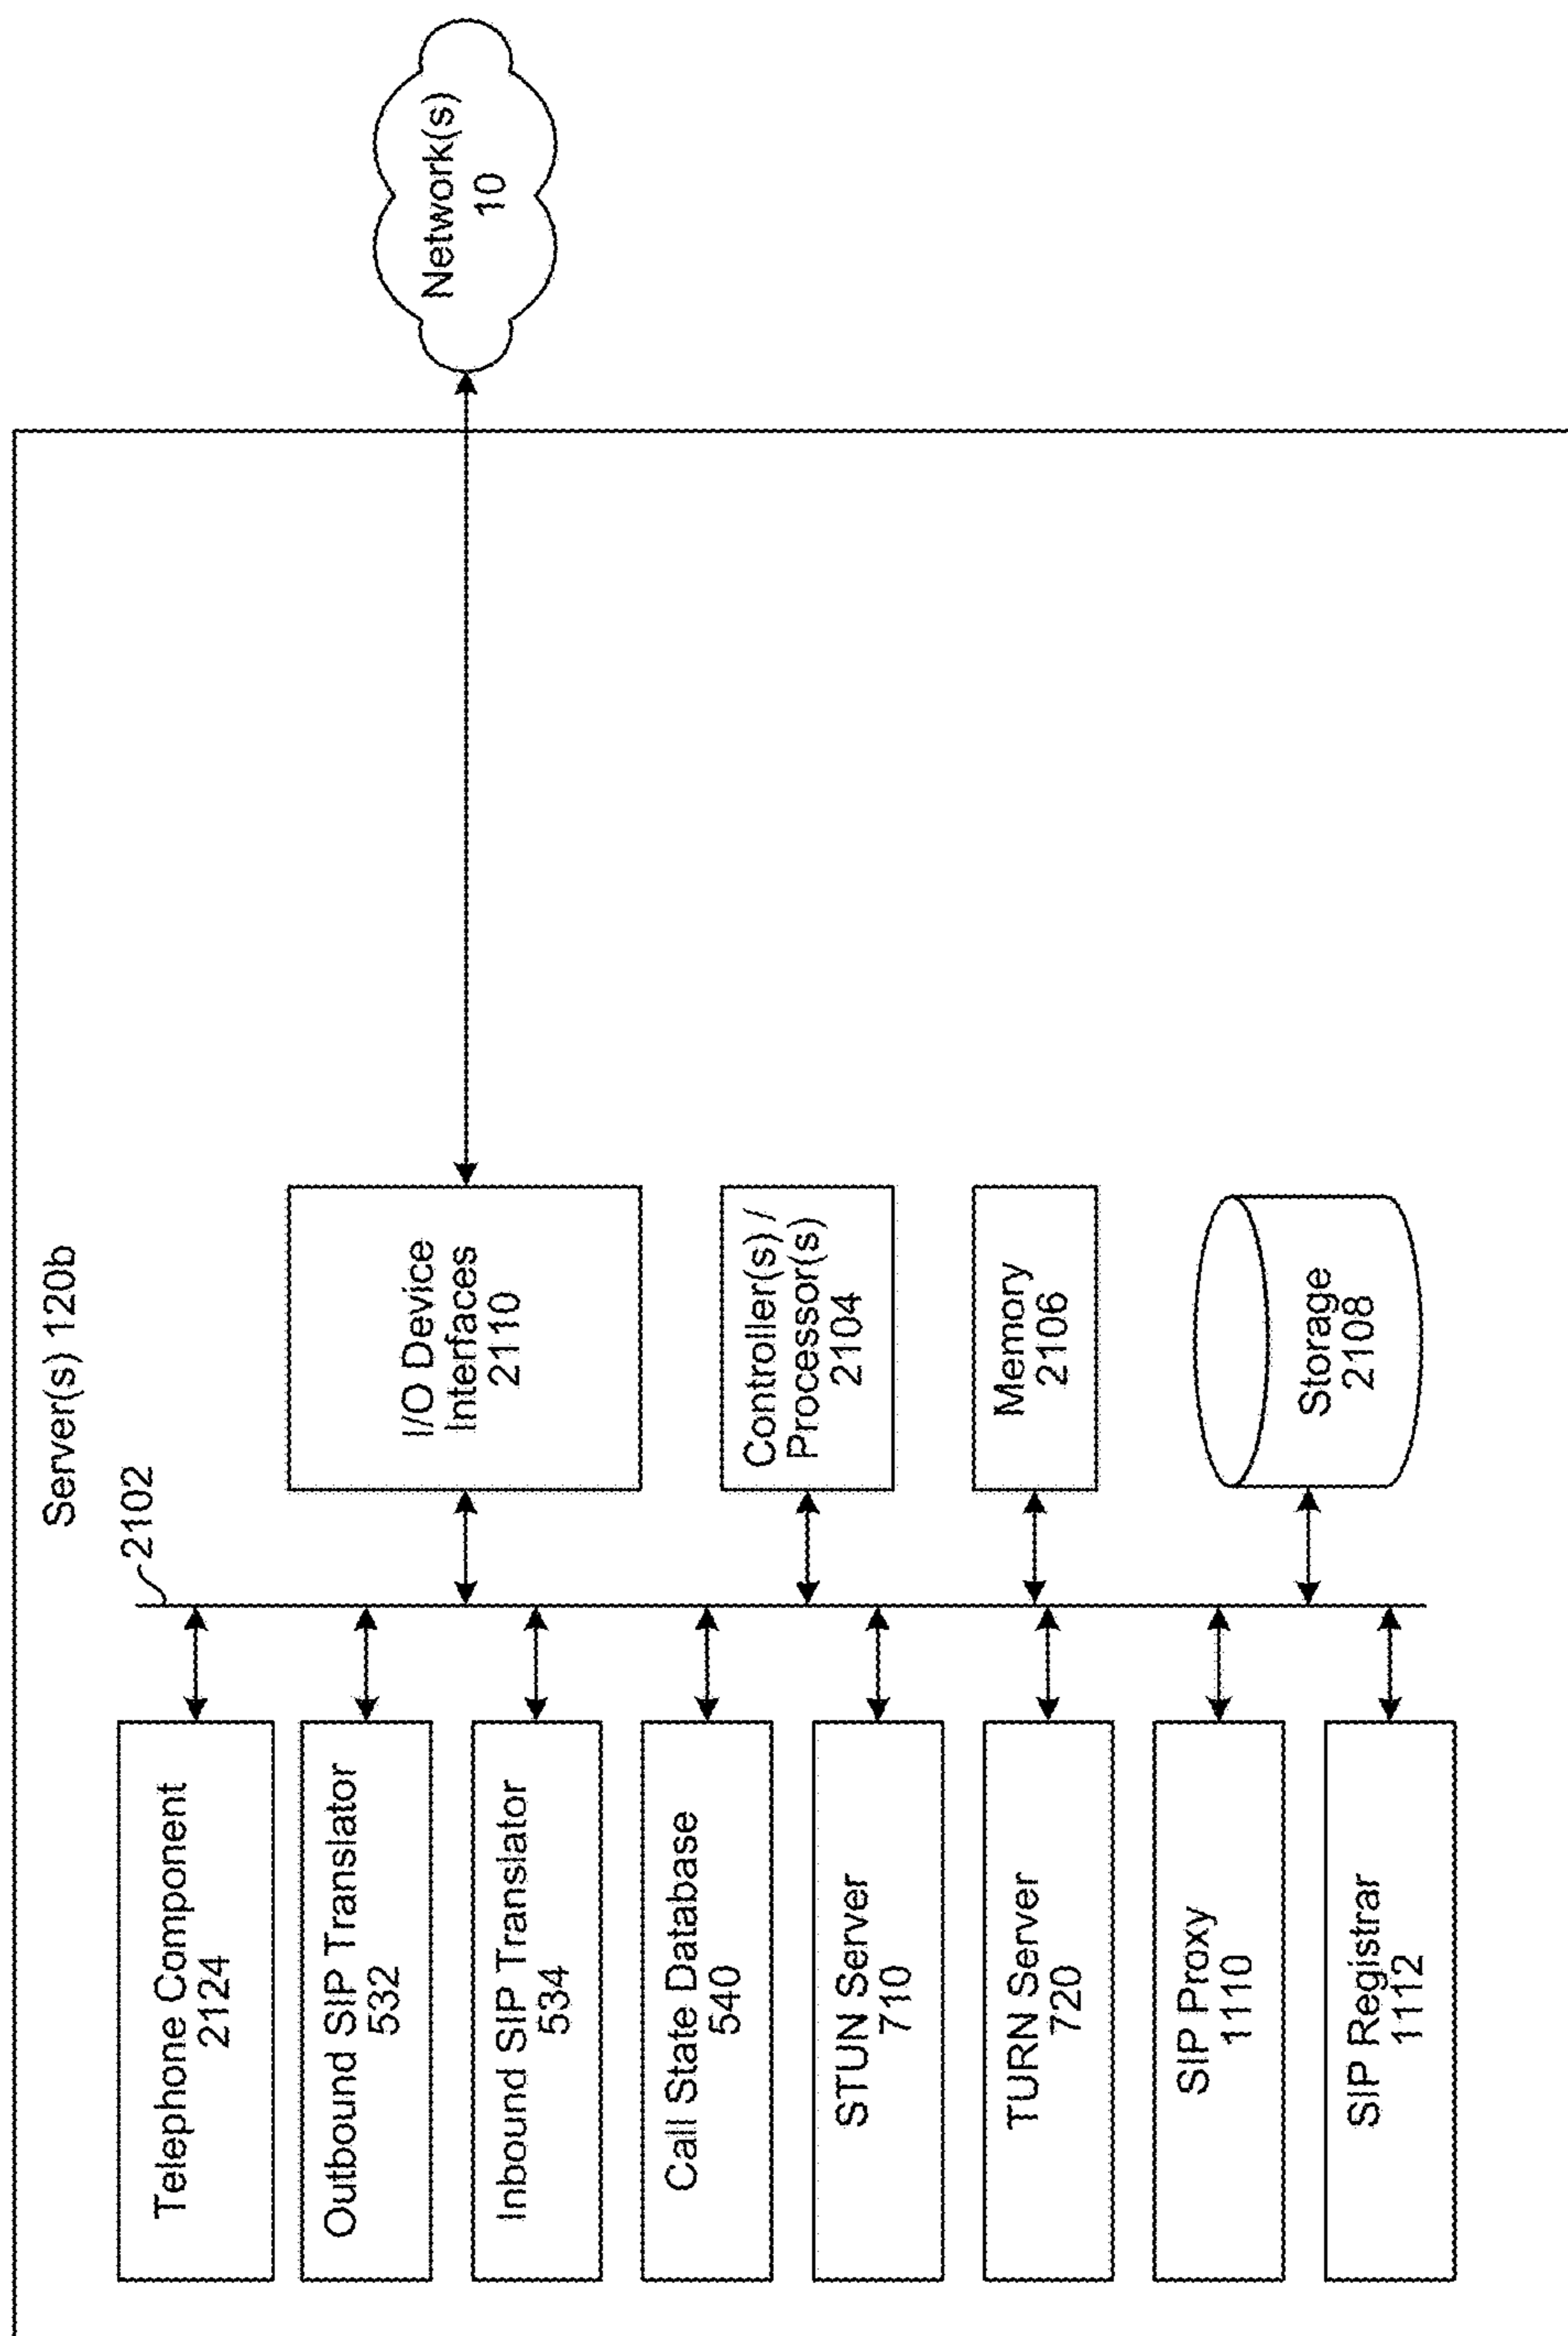 Server(s) 120b
2102
Telephone Component
2124
Outbound SIP Translator
532
Inbound SIP Translator
534
Call State Database
540
STUN Server
710
TURN Server
720
SIP Proxy
1110
SIP Registrar
1112
I/O Device
Interfaces
2110
Controller(s) /
Processor(s)
2104
Memory
2106
Storage
2108
Network(s)
10